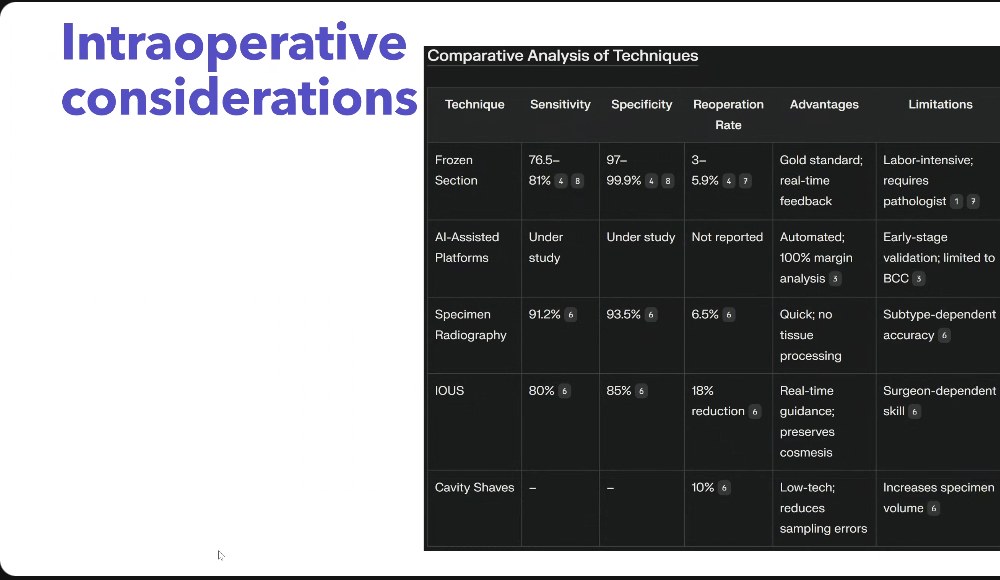 Intraoperative
considerations
Comparative Analysis of Techniques
Technique Sensitivity Specificity Reoperation Rate Advantages Limitations
Frozen Section
76.5–81% 4 8
97–99.9% 4 8
3–5.9% 4 7
Gold standard; real-time feedback
Labor-intensive; requires pathologist 1 7
AI-Assisted Platforms
Under study
Under study
Not reported
Automated; 100% margin analysis 3
Early-stage validation; limited to BCC 3
Specimen Radiography
91.2% 6
93.5% 6
6.5% 6
Quick; no tissue processing
Subtype-dependent accuracy 6
IOUS
80% 6
85% 6
18% reduction 6
Real-time guidance; preserves cosmesis
Surgeon-dependent skill 6
Cavity Shaves
–
–
10% 6
Low-tech; reduces sampling errors
Increases specimen volume 6